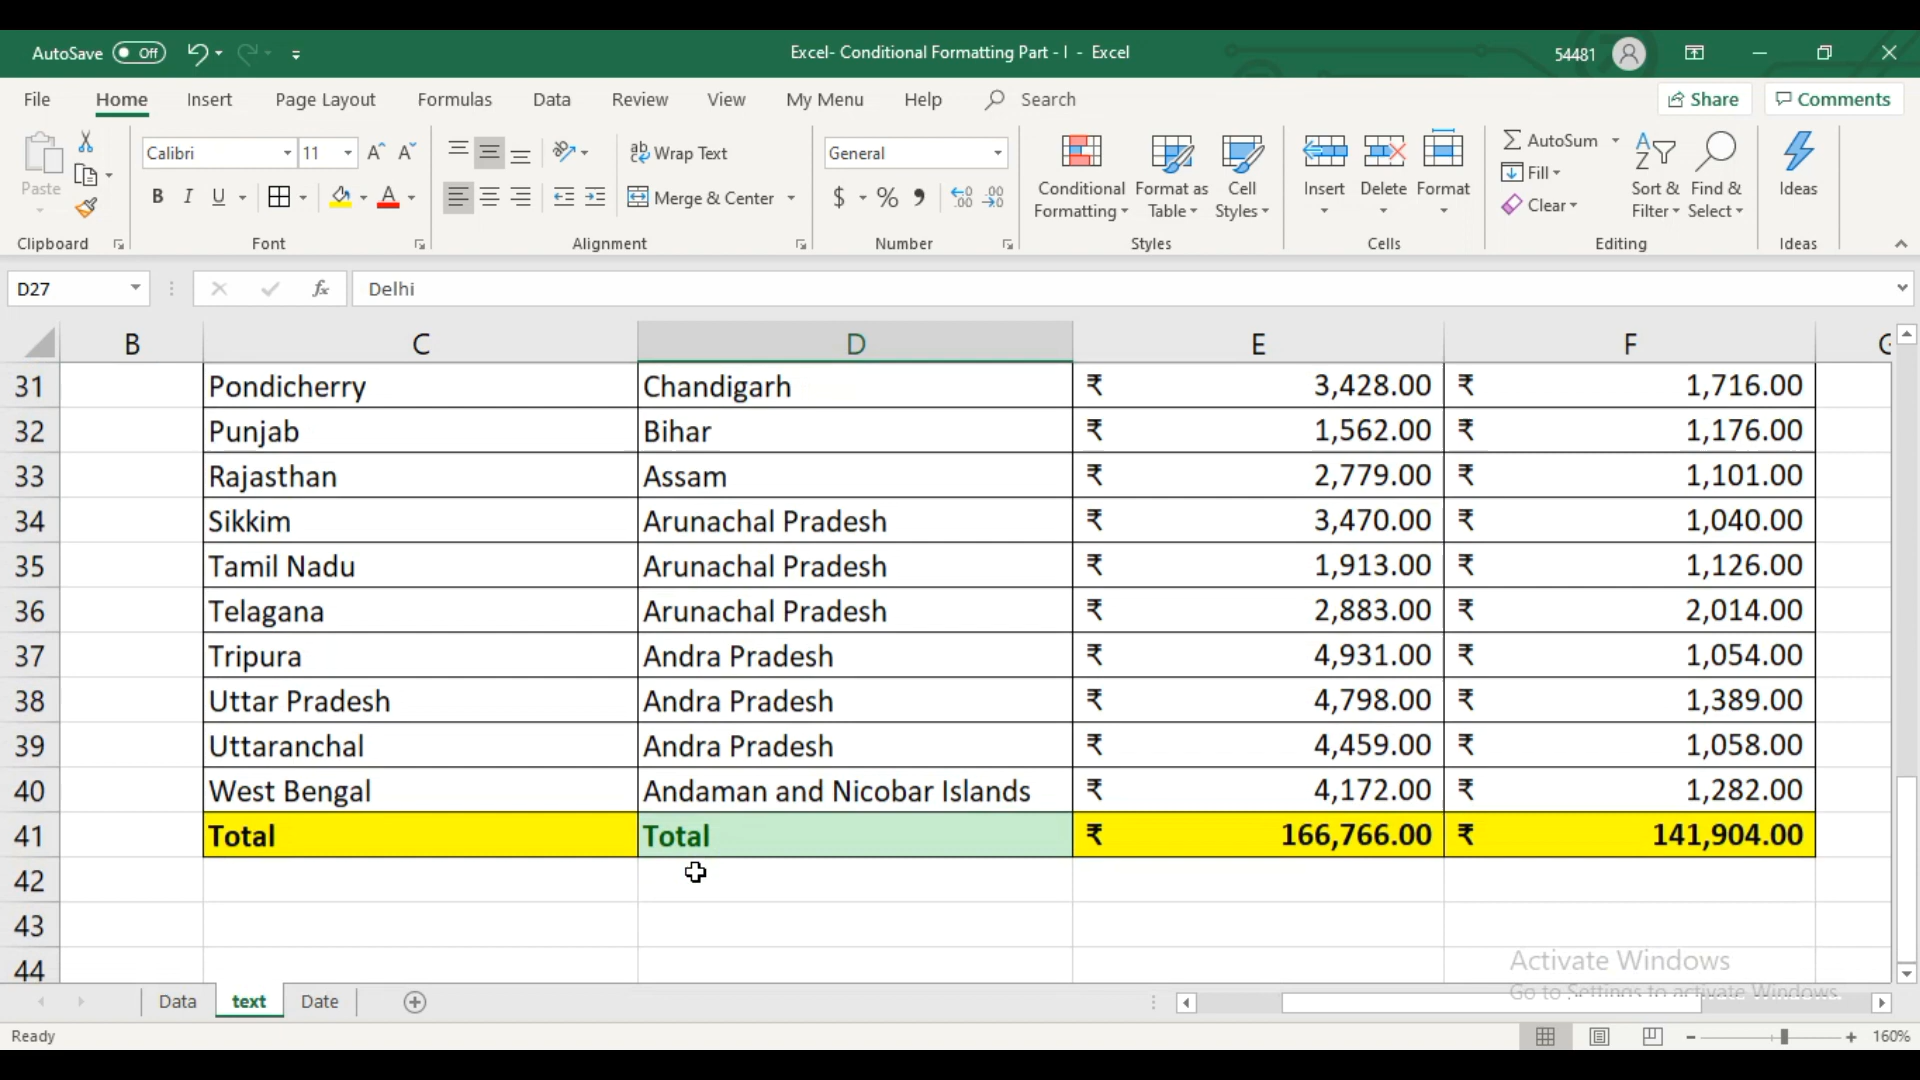 AutoSave Off Excel- Conditional Formatting Part - I - Excel 54481
File Home Insert Page Layout Formulas Data Review View My Menu Help Search Share Comments
Paste Calibri 11 Wrap Text General Conditional Formatting Format as Table Cell Styles Insert Delete Format AutoSum Fill Clear Sort & Filter Find & Select Ideas
B I U Merge & Center $ % 9
Clipboard Font Alignment Number Styles Cells Editing Ideas
D27 fx Delhi
B C D E F G
31 Pondicherry Chandigarh ₹ 3,428.00 ₹ 1,716.00
32 Punjab Bihar ₹ 1,562.00 ₹ 1,176.00
33 Rajasthan Assam ₹ 2,779.00 ₹ 1,101.00
34 Sikkim Arunachal Pradesh ₹ 3,470.00 ₹ 1,040.00
35 Tamil Nadu Arunachal Pradesh ₹ 1,913.00 ₹ 1,126.00
36 Telagana Arunachal Pradesh ₹ 2,883.00 ₹ 2,014.00
37 Tripura Andra Pradesh ₹ 4,931.00 ₹ 1,054.00
38 Uttar Pradesh Andra Pradesh ₹ 4,798.00 ₹ 1,389.00
39 Uttaranchal Andra Pradesh ₹ 4,459.00 ₹ 1,058.00
40 West Bengal Andaman and Nicobar Islands ₹ 4,172.00 ₹ 1,282.00
41 Total Total ₹ 166,766.00 ₹ 141,904.00
42
43
44
Activate Windows
Go to Settings to activate Windows.
Data text Date
Ready 160%